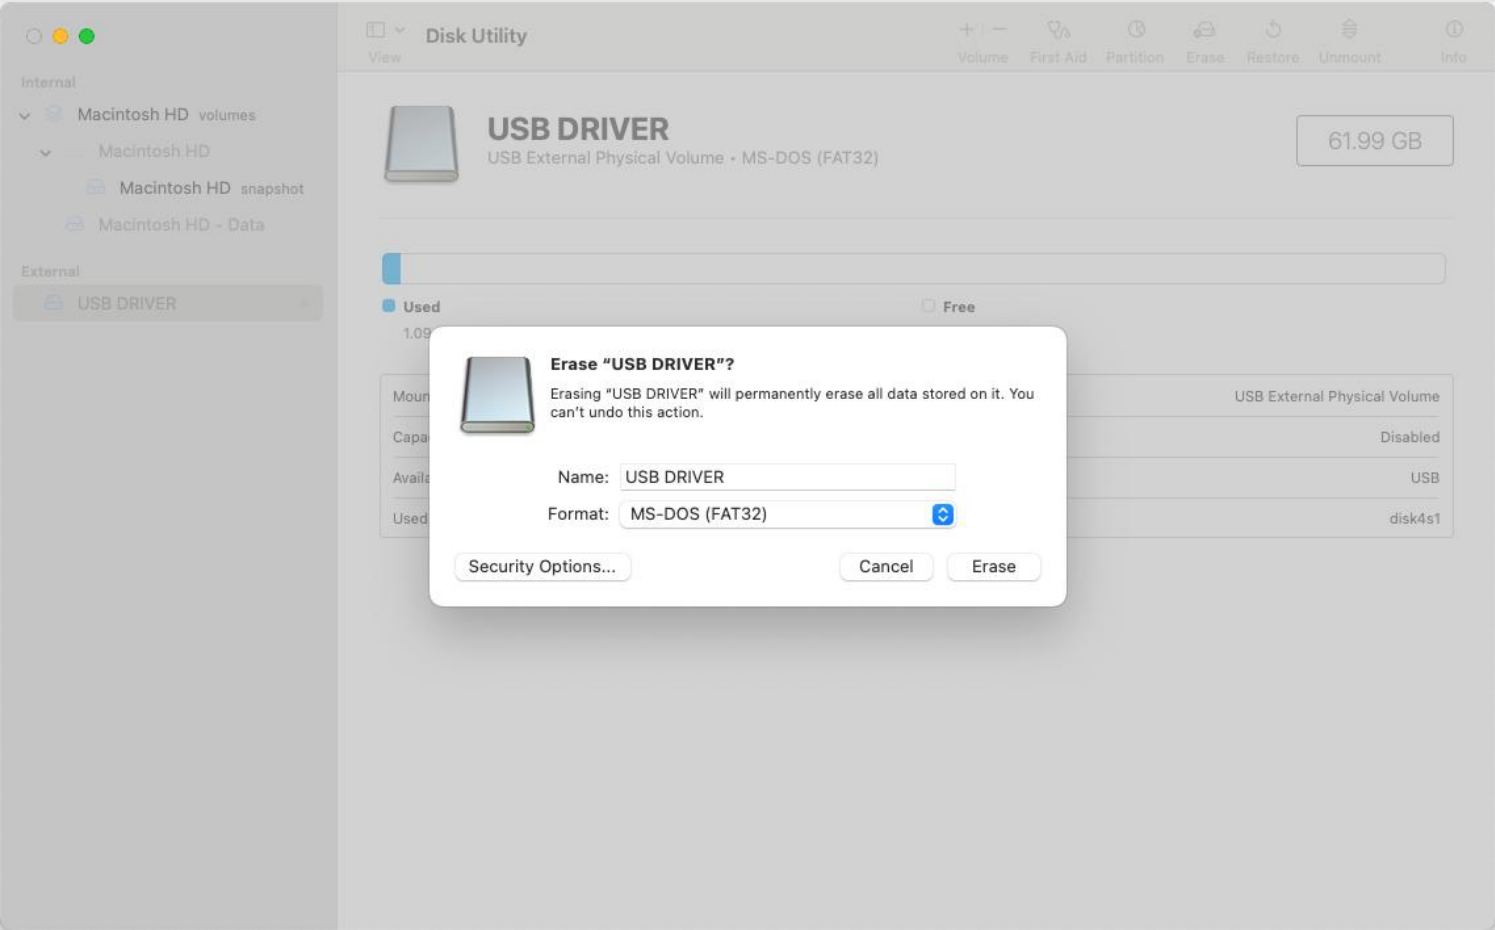 Disk Utility
View
Volume
First Aid
Partition
Erase
Restore
Unmount
Info
Internal
Macintosh HD volumes
Macintosh HD
Macintosh HD snapshot
Macintosh HD - Data
External
USB DRIVER
USB DRIVER
USB External Physical Volume • MS-DOS (FAT32)
61.99 GB
Used
1.09
Free
Erase “USB DRIVER”?
Erasing “USB DRIVER” will permanently erase all data stored on it. You
can’t undo this action.
Name: USB DRIVER
Format: MS-DOS (FAT32)
Security Options...
Cancel
Erase
USB External Physical Volume
Disabled
Used
USB
disk4s1